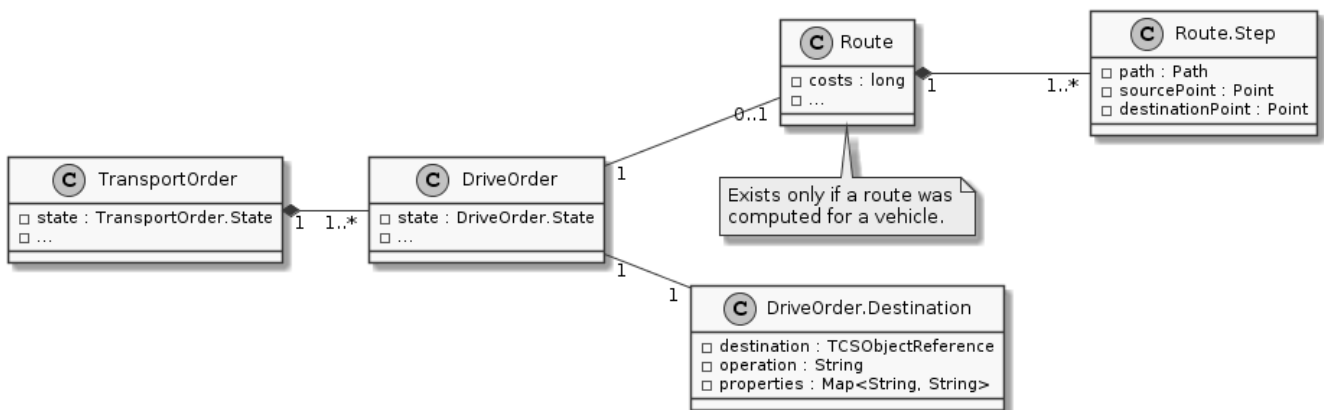 C TransportOrder
state : TransportOrder.State
...
1
1..*
C DriveOrder
state : DriveOrder.State
...
1
0..1
C Route
costs : long
...
1
1..*
C Route.Step
path : Path
sourcePoint : Point
destinationPoint : Point
Exists only if a route was
computed for a vehicle.
1
1
C DriveOrder.Destination
destination : TCSObjectReference
operation : String
properties : Map<String, String>